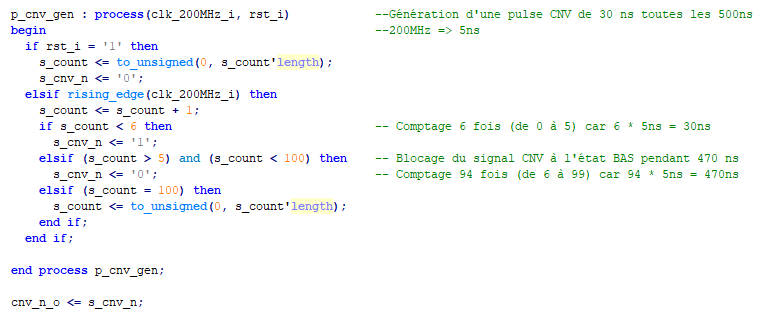 p_cnv_gen : process(clk_200MHz_i, rst_i) --Génération d'une pulse CNV de 30 ns toutes les 500ns
begin --200MHz => 5ns
if rst_i = '1' then
s_count <= to_unsigned(0, s_count'length);
s_cnv_n <= '0';
elsif rising_edge(clk_200MHz_i) then
s_count <= s_count + 1;
if s_count < 6 then -- Comptage 6 fois (de 0 à 5) car 6 * 5ns = 30ns
s_cnv_n <= '1';
elsif (s_count > 5) and (s_count < 100) then -- Blocage du signal CNV à l'état BAS pendant 470 ns
s_cnv_n <= '0'; -- Comptage 94 fois (de 6 à 99) car 94 * 5ns = 470ns
elsif (s_count = 100) then
s_count <= to_unsigned(0, s_count'length);
end if;
end if;
end process p_cnv_gen;
cnv_n_o <= s_cnv_n;